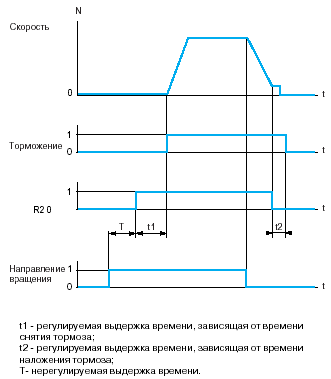 N
Скорость
0
t
Торможение
1
0
t
R2 0
1
t
T
t1
t2
Направление 1
вращения
0
t
t1 - регулируемая выдержка времени, зависящая от времени
снятия тормоза;
t2 - регулируемая выдержка времени, зависящая от времени
наложения тормоза;
Т- нерегулируемая выдержка времени.